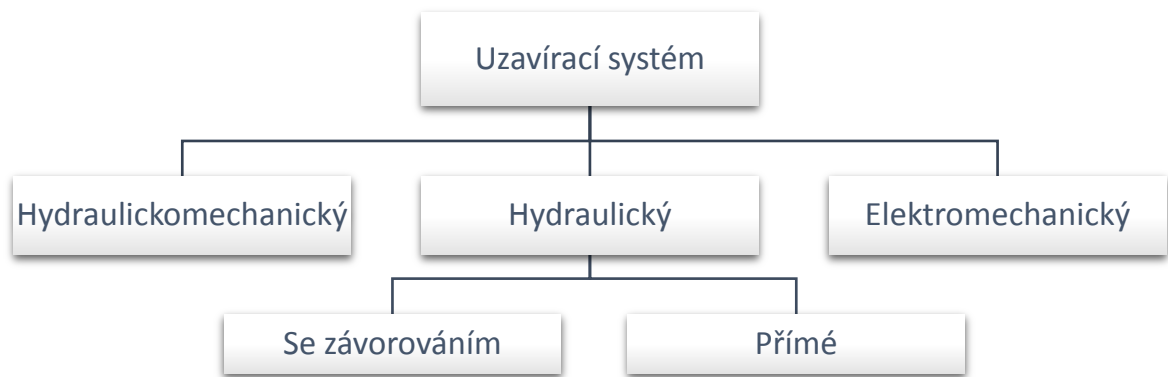 Uzavírací systém
Hydraulickomechanický
Hydraulický
Elektromechanický
Se závorováním
Přímé